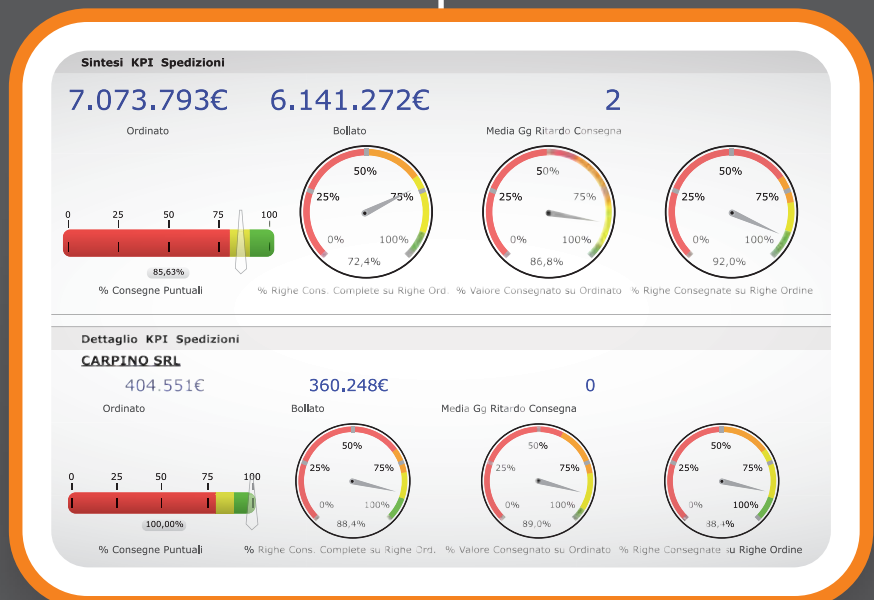 Sintesi KPI Spedizioni
7.073.793€ 6.141.272€ 2
Ordinato Bollato Media Gg Ritardo Consegna
0 25 50 75 100
85,63%
% Consegne Puntuali
0% 25% 50% 75% 100%
72,4%
% Righe Cons. Complete su Righe Ord.
0% 25% 50% 75% 100%
86,8%
% Valore Consegnato su Ordinato
0% 25% 50% 75% 100%
92,0%
% Righe Consegnate su Righe Ordine
Dettaglio KPI Spedizioni
CARPINO SRL
404.551€ 360.248€ 0
Ordinato Bollato Media Gg Ritardo Consegna
0 25 50 75 100
100,00%
% Consegne Puntuali
0% 25% 50% 75% 100%
88,4%
% Righe Cons. Complete su Righe Ord.
0% 25% 50% 75% 100%
89,0%
% Valore Consegnato su Ordinato
0% 25% 50% 75% 100%
% Righe Consegnate su Righe Ordine